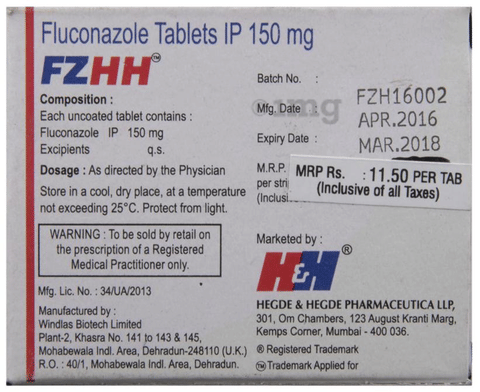 Fluconazole Tablets IP 150 mg
FZHH™
Composition :
Each uncoated tablet contains :
Fluconazole IP 150 mg
Excipients q.s.
Dosage : As directed by the Physician
Store in a cool, dry place, at a temperature
not exceeding 25°C. Protect from light.
WARNING : To be sold by retail on
the prescription of a Registered
Medical Practitioner only.
Mfg. Lic. No. : 34/UA/2013
Manufactured by :
Windlas Biotech Limited
Plant-2, Khasra No. 141 to 143 & 145,
Mohabewala Indl. Area, Dehradun-248110 (U.K.)
R.O. : 40/1, Mohabewala Indl. Area, Dehradun.
Batch No. : FZH16002
Mfg. Date : APR.2016
Expiry Date : MAR.2018
M.R.P.
per
(Inclus
MRP Rs. : 11.50 PER TAB
(Inclusive of all Taxes)
1mg
Marketed by :
H&H®
HEGDE & HEGDE PHARMACEUTICA LLP,
301, Om Chambers, 123 August Kranti Marg,
Kemps Corner, Mumbai - 400 036.
® Registered Trademark
™ Trademark Applied for